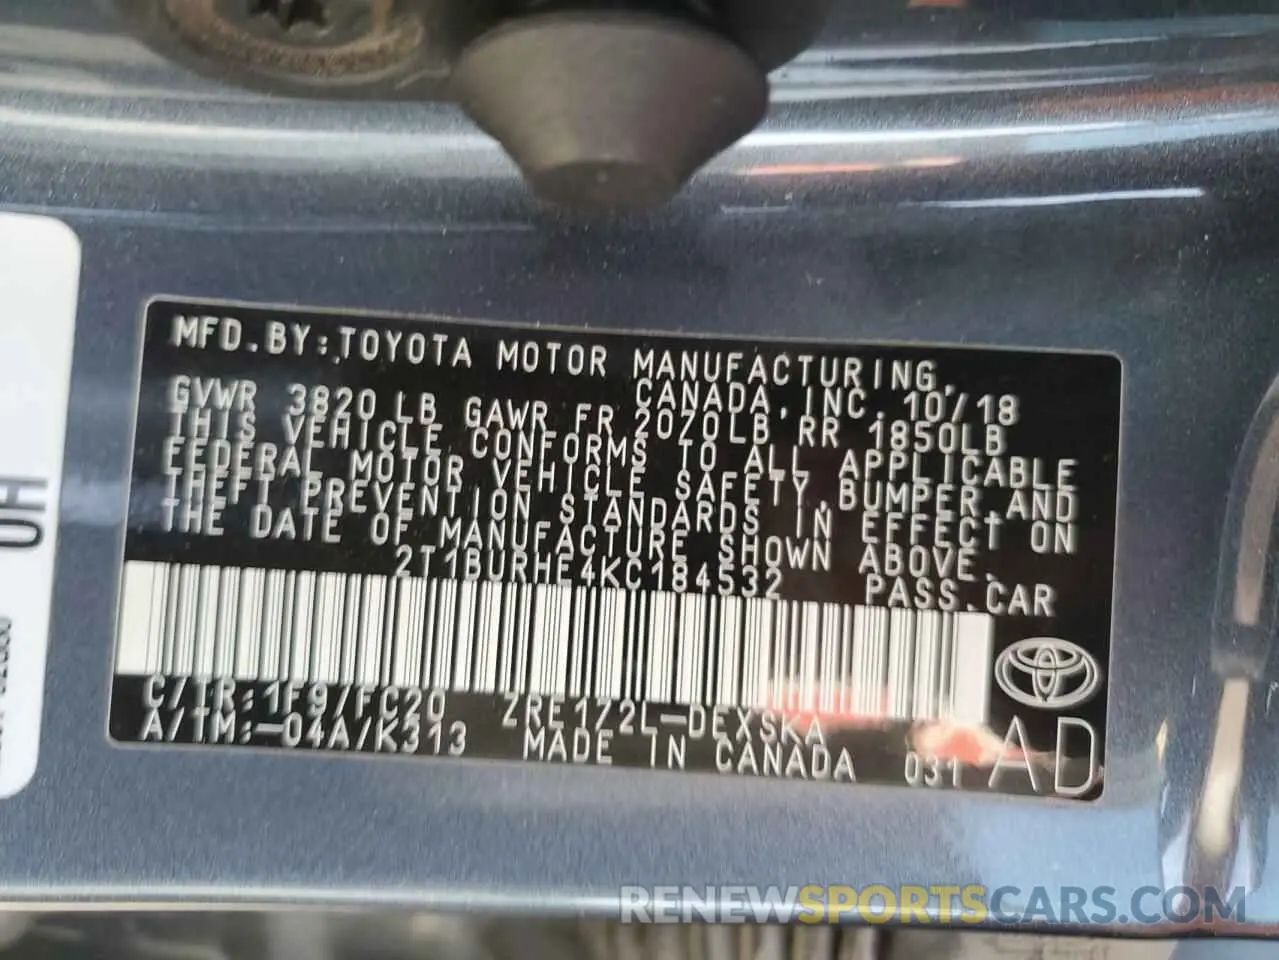 MFD.BY:TOYOTA MOTOR MANUFACTURING,
CANADA,INC. 10/18
GVWR 3820 LB GAWR FR 2070LB RR 1850LB
THIS VEHICLE CONFORMS TO ALL APPLICABLE
FEDERAL MOTOR VEHICLE SAFETY,BUMPER,AND
THEFT PREVENTION STANDARDS IN EFFECT ON
THE DATE OF MANUFACTURE SHOWN ABOVE.
2T1BURHE4KC184532 PASS.CAR
C/TR:1F9/FC20 ZRE172L-DEXSKA
A/TM:-04A/K313 MADE IN CANADA 031
AD
HO
RENEWSPORTSCARS.COM